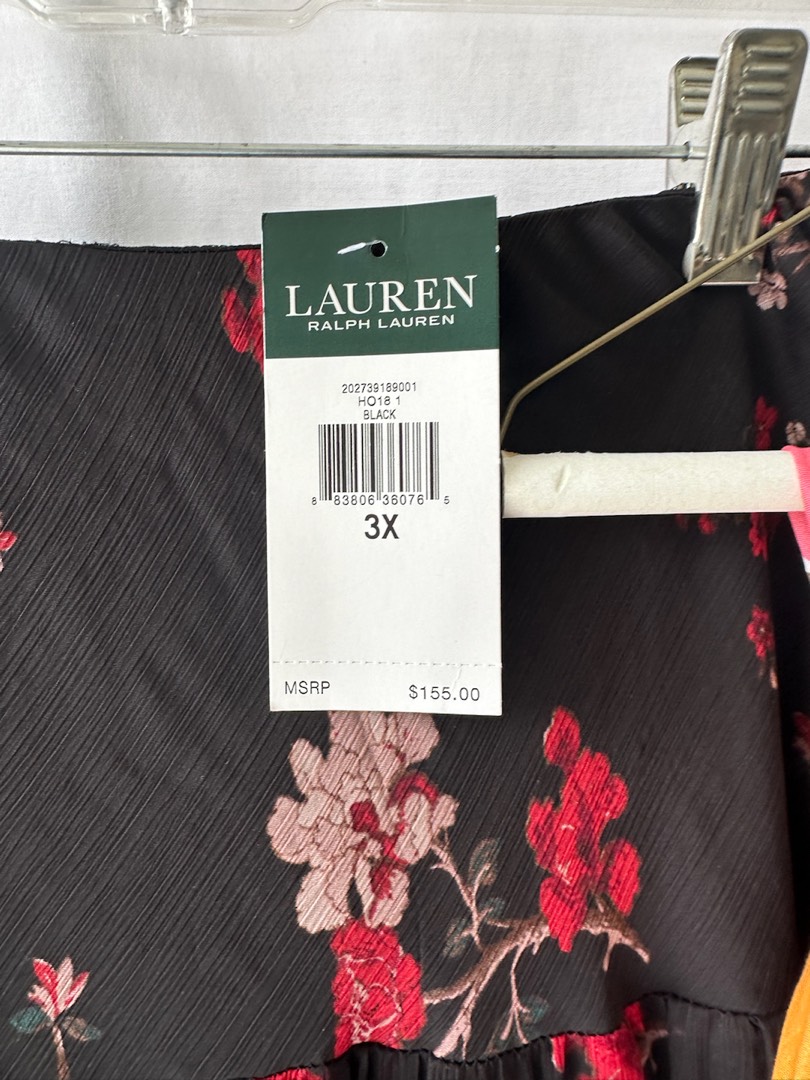 LAUREN
RALPH LAUREN
202739189001
HO18 1
BLACK
8 83806 36076 5
3X
MSRP $155.00